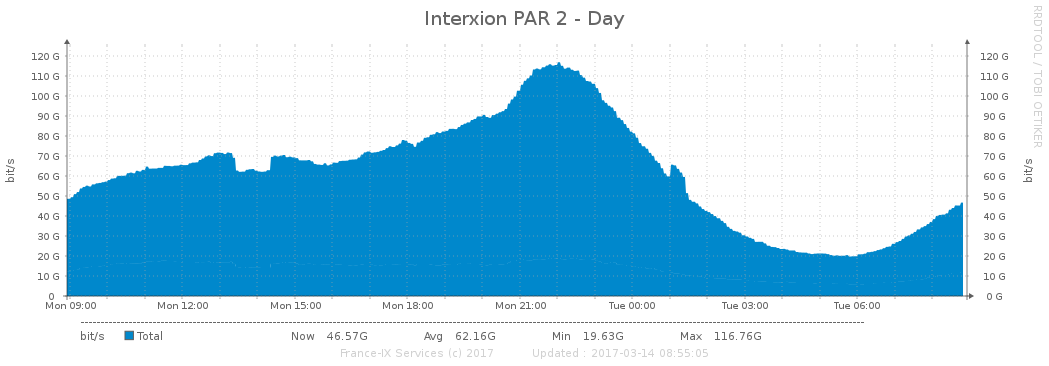 Interxion PAR 2 - Day
RRDTOOL / TOBI OETIKER
bit/s
120 G 120 G
110 G 110 G
100 G 100 G
90 G 90 G
80 G 80 G
70 G 70 G
60 G 60 G
50 G 50 G
40 G 40 G
30 G 30 G
20 G 20 G
10 G 10 G
0 0 G
bit/s
Mon 09:00 Mon 12:00 Mon 15:00 Mon 18:00 Mon 21:00 Tue 00:00 Tue 03:00 Tue 06:00
bit/s Total Now 46.57G Avg 62.16G Min 19.63G Max 116.76G
France-IX Services (c) 2017 Updated : 2017-03-14 08:55:05